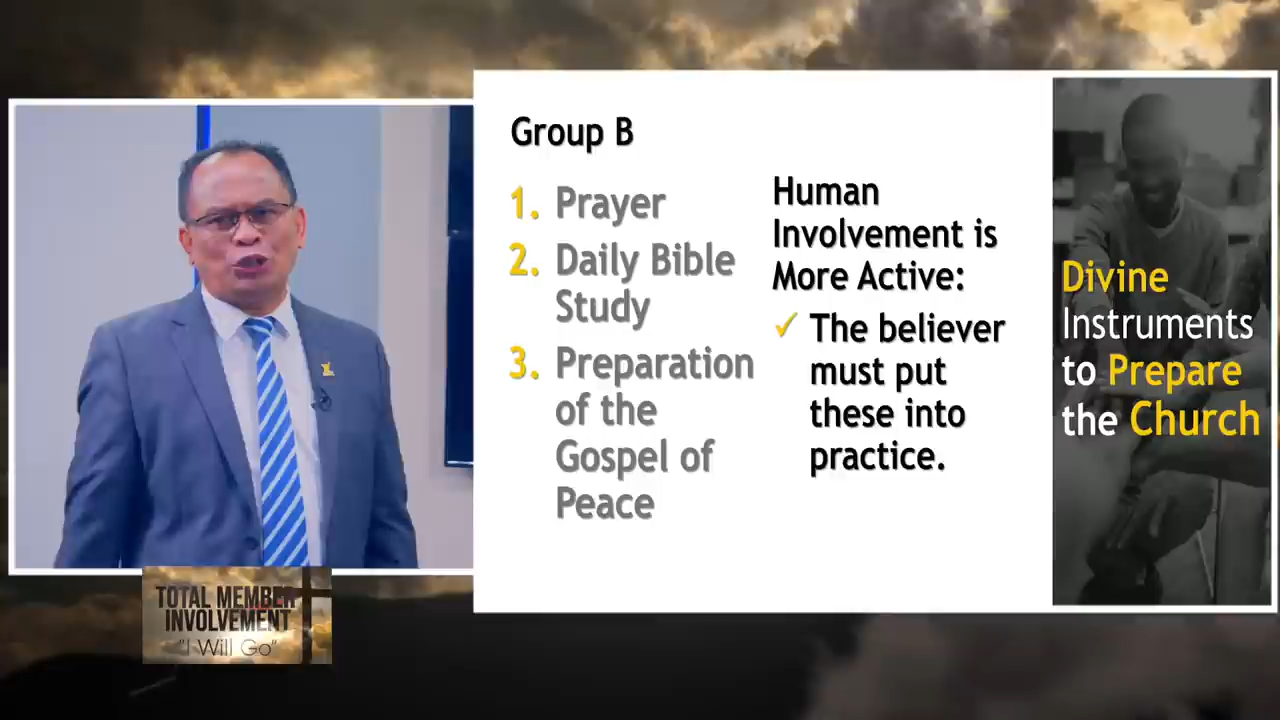 Group B
1. Prayer
2. Daily Bible
Study
3. Preparation
of the
Gospel of
Peace
Human
Involvement is
More Active:
✓ The believer
must put
these into
practice.
Divine
Instruments
to Prepare
the Church
TOTAL MEMBER
INVOLVEMENT
"I Will Go"